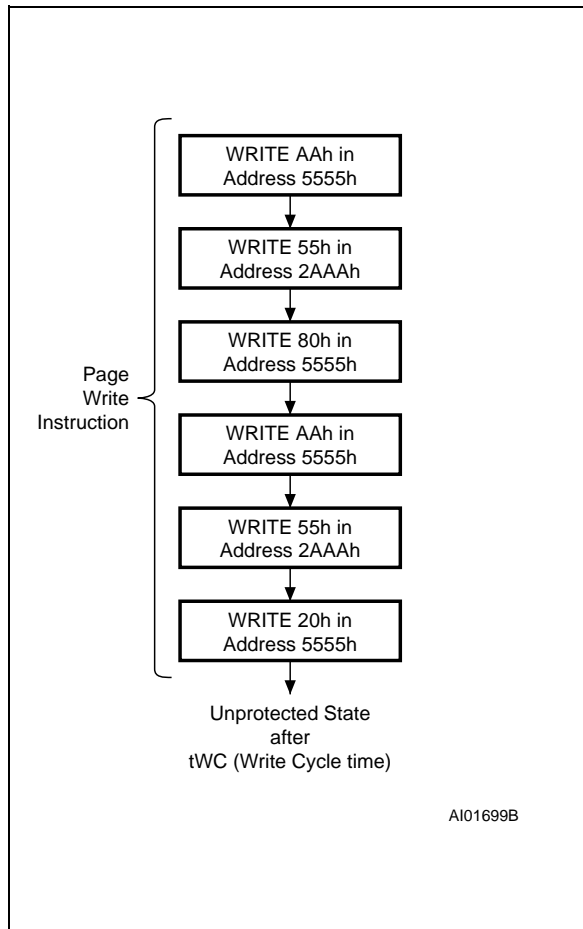 WRITE AAh in
Address 5555h
WRITE 55h in
Address 2AAAh
WRITE 80h in
Address 5555h
Page
Write
Instruction
WRITE AAh in
Address 5555h
WRITE 55h in
Address 2AAAh
WRITE 20h in
Address 5555h
Unprotected State
after
tWC (Write Cycle time)
AI01699B